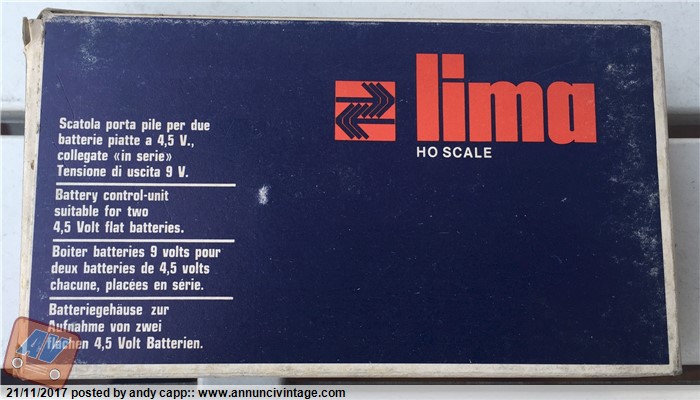 lima
HO SCALE
Scatola porta pile per due
batterie piatte a 4,5 V.,
collegate «in serie»
Tensione di uscita 9 V.
Battery control-unit
suitable for two
4,5 Volt flat batteries.
Boiter batteries 9 volts pour
deux batteries de 4,5 volts
chacune, placées en série.
Batteriegehäuse zur
Aufnahme von zwei
flachen 4,5 Volt Batterien.
AV
21/11/2017 posted by andy capp:: www.annuncivintage.com